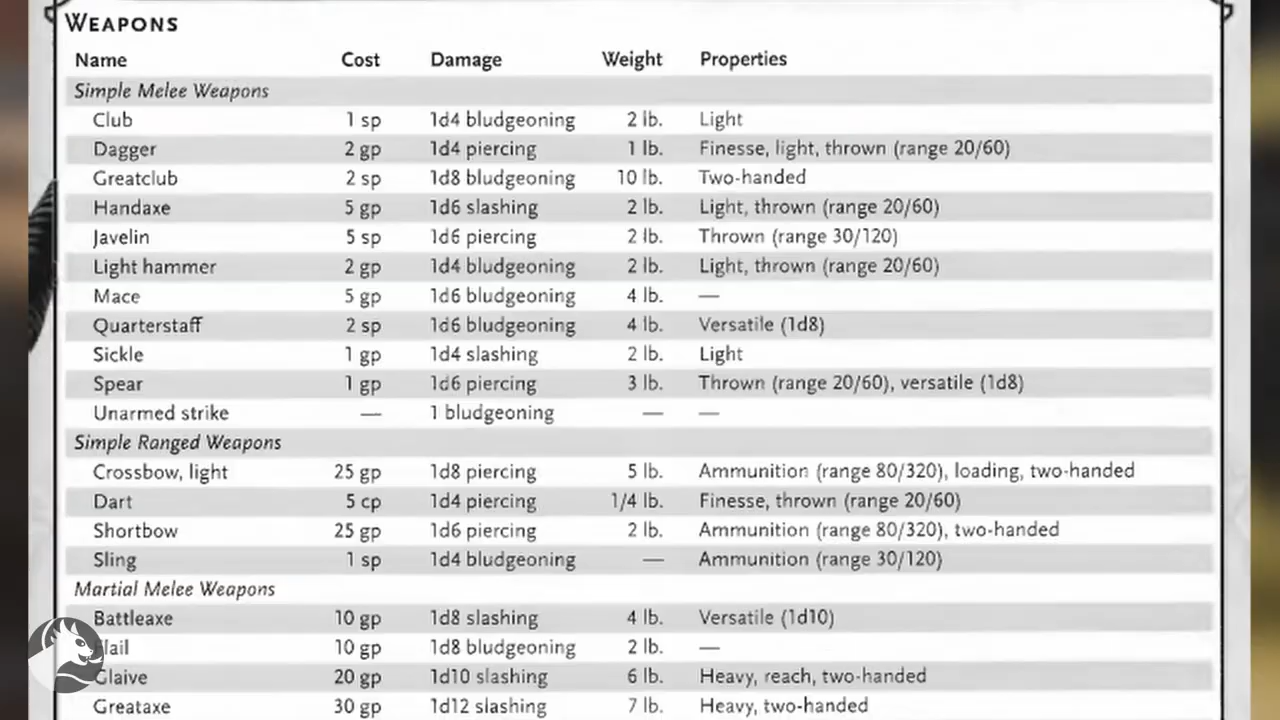 WEAPONS
Name Cost Damage Weight Properties
Simple Melee Weapons
Club 1 sp 1d4 bludgeoning 2 lb. Light
Dagger 2 gp 1d4 piercing 1 lb. Finesse, light, thrown (range 20/60)
Greatclub 2 sp 1d8 bludgeoning 10 lb. Two-handed
Handaxe 5 gp 1d6 slashing 2 lb. Light, thrown (range 20/60)
Javelin 5 sp 1d6 piercing 2 lb. Thrown (range 30/120)
Light hammer 2 gp 1d4 bludgeoning 2 lb. Light, thrown (range 20/60)
Mace 5 gp 1d6 bludgeoning 4 lb. —
Quarterstaff 2 sp 1d6 bludgeoning 4 lb. Versatile (1d8)
Sickle 1 gp 1d4 slashing 2 lb. Light
Spear 1 gp 1d6 piercing 3 lb. Thrown (range 20/60), versatile (1d8)
Unarmed strike — 1 bludgeoning — —
Simple Ranged Weapons
Crossbow, light 25 gp 1d8 piercing 5 lb. Ammunition (range 80/320), loading, two-handed
Dart 5 cp 1d4 piercing 1/4 lb. Finesse, thrown (range 20/60)
Shortbow 25 gp 1d6 piercing 2 lb. Ammunition (range 80/320), two-handed
Sling 1 sp 1d4 bludgeoning — Ammunition (range 30/120)
Martial Melee Weapons
Battleaxe 10 gp 1d8 slashing 4 lb. Versatile (1d10)
Flail 10 gp 1d8 bludgeoning 2 lb. —
Glaive 20 gp 1d10 slashing 6 lb. Heavy, reach, two-handed
Greataxe 30 gp 1d12 slashing 7 lb. Heavy, two-handed